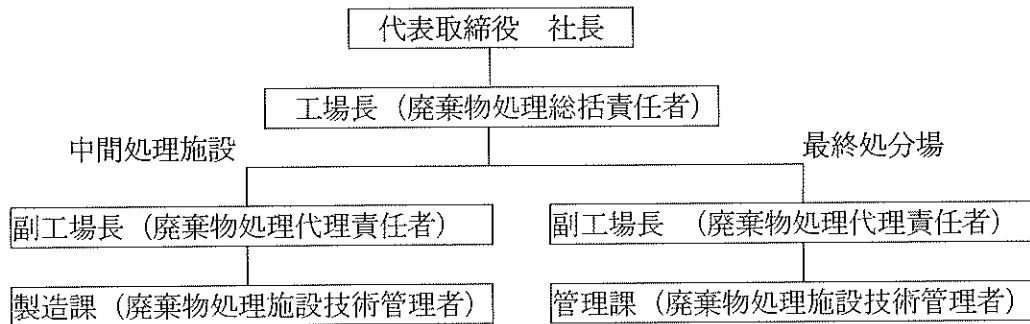 代表取締役　社長
工場長（廃棄物処理総括責任者）
中間処理施設
最終処分場
副工場長（廃棄物処理代理責任者）
副工場長　（廃棄物処理代理責任者）
製造課（廃棄物処理施設技術管理者）
管理課（廃棄物処理施設技術管理者）